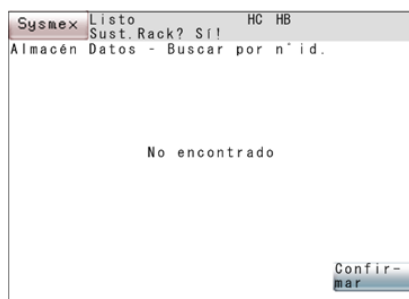 Sysmex Listo HC HB
Sust.Rack? Sí!
Almacén Datos - Buscar por n°id.
No encontrado
Confir-
mar